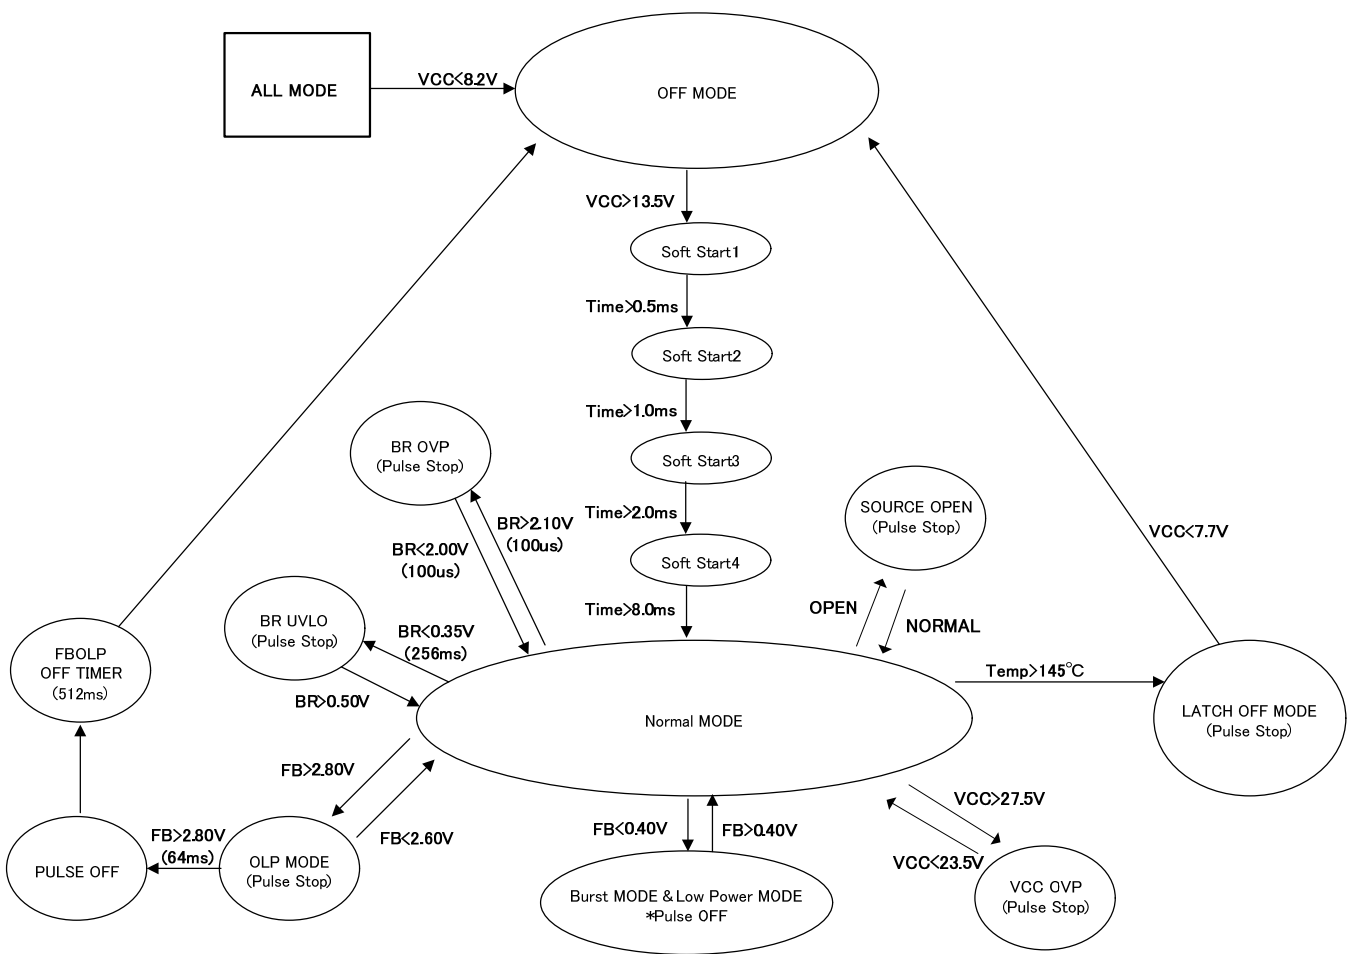 ALL MODE
VCC<8.2V
OFF MODE
VCC>13.5V
Soft Start1
Time>0.5ms
Soft Start2
Time>1.0ms
Soft Start3
Time>2.0ms
Soft Start4
Time>8.0ms
BR OVP
(Pulse Stop)
BR>2.10V
(100us)
BR<2.00V
(100us)
SOURCE OPEN
(Pulse Stop)
OPEN
NORMAL
VCC<7.7V
BR UVLO
(Pulse Stop)
BR<0.35V
(256ms)
BR>0.50V
FBOLP
OFF TIMER
(512ms)
Normal MODE
Temp>145℃
LATCH OFF MODE
(Pulse Stop)
FB>2.80V
FB<2.60V
FB>2.80V
(64ms)
PULSE OFF
OLP MODE
(Pulse Stop)
FB<0.40V
FB>0.40V
Burst MODE & Low Power MODE
*Pulse OFF
VCC>27.5V
VCC<23.5V
VCC OVP
(Pulse Stop)